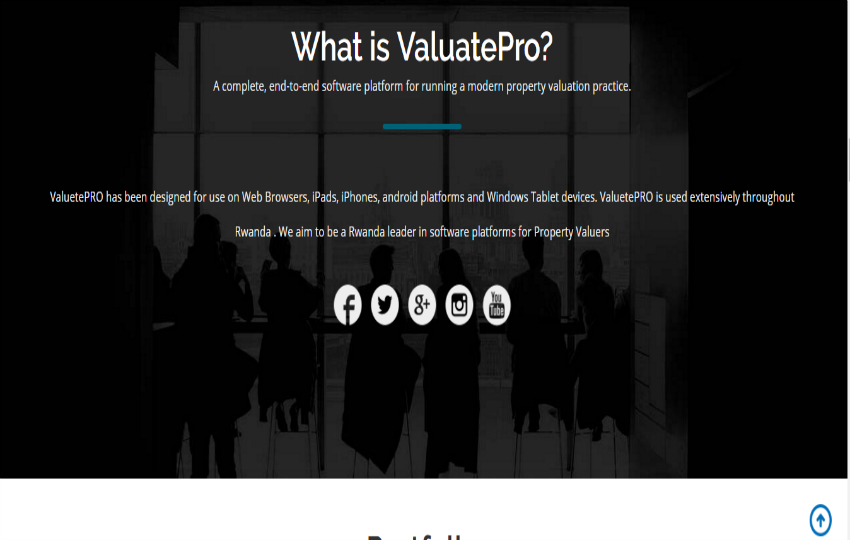 What is ValuatePro?
A complete, end-to-end software platform for running a modern property valuation practice.
ValuetePRO has been designed for use on Web Browsers, iPads, iPhones, android platforms and Windows Tablet devices. ValuetePRO is used extensively throughout
Rwanda . We aim to be a Rwanda leader in software platforms for Property Valuers
f g+ You Tube